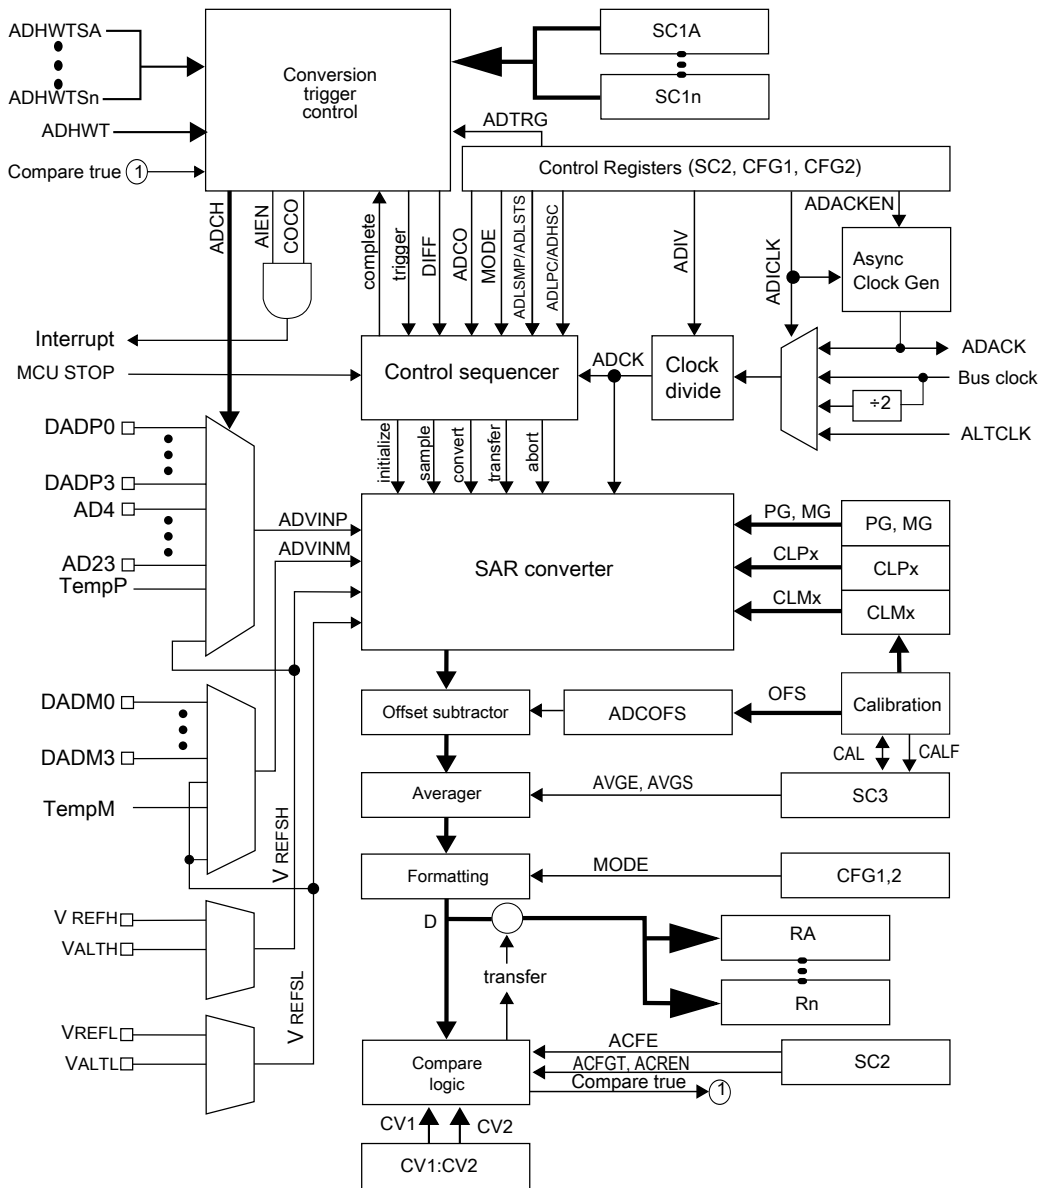 ADHWTSA
ADHWTSn
ADHWT
Compare true 1
Conversion
trigger
control
SC1A
SC1n
ADTRG
Control Registers (SC2, CFG1, CFG2)
ADCH
AIEN
COCO
complete
trigger
DIFF
ADCO
MODE
ADLSMP/ADLSTS
ADLPC/ADHSC
ADIV
ADICLK
ADACKEN
Async
Clock Gen
Interrupt
MCU STOP
Control sequencer
ADCK
Clock
divide
ADACK
Bus clock
÷2
ALTCLK
initialize
sample
convert
transfer
abort
DADP0
DADP3
AD4
AD23
TempP
ADVINP
ADVINM
SAR converter
PG, MG
PG, MG
CLPx
CLPx
CLMx
CLMx
DADM0
DADM3
TempM
Offset subtractor
ADCOFS
OFS
Calibration
CAL
CALF
Averager
AVGE, AVGS
SC3
Formatting
MODE
CFG1,2
V REFSH
V REFH
VALTH
D
transfer
RA
Rn
V REFSL
VREFL
VALTL
Compare
logic
ACFE
ACFGT, ACREN
Compare true
1
SC2
CV1
CV2
CV1:CV2